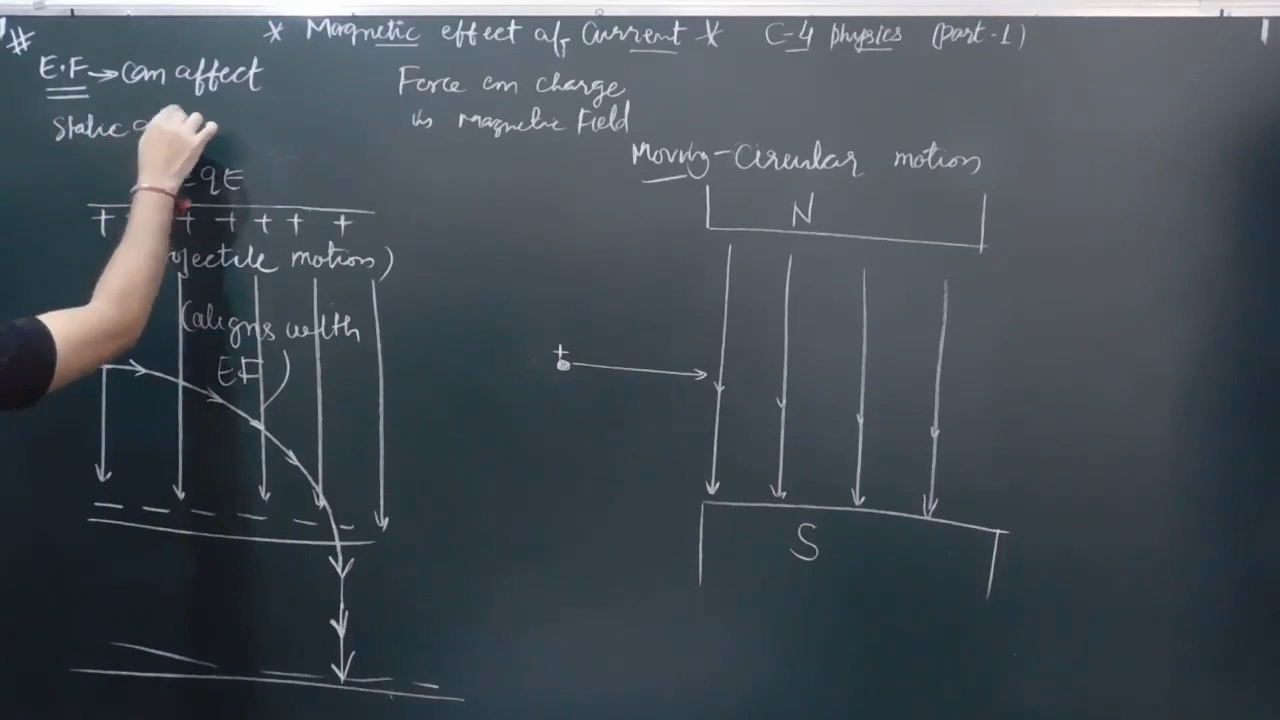 #
* Magnetic effect of Current * C-4 physics (part-1)
E.F → can affect
Static
= qE
+ + + + + +
ojectile motion)
(aligns with
EF)
Force on charge
in Magnetic Field
Moving - Circular motion
N
+
S